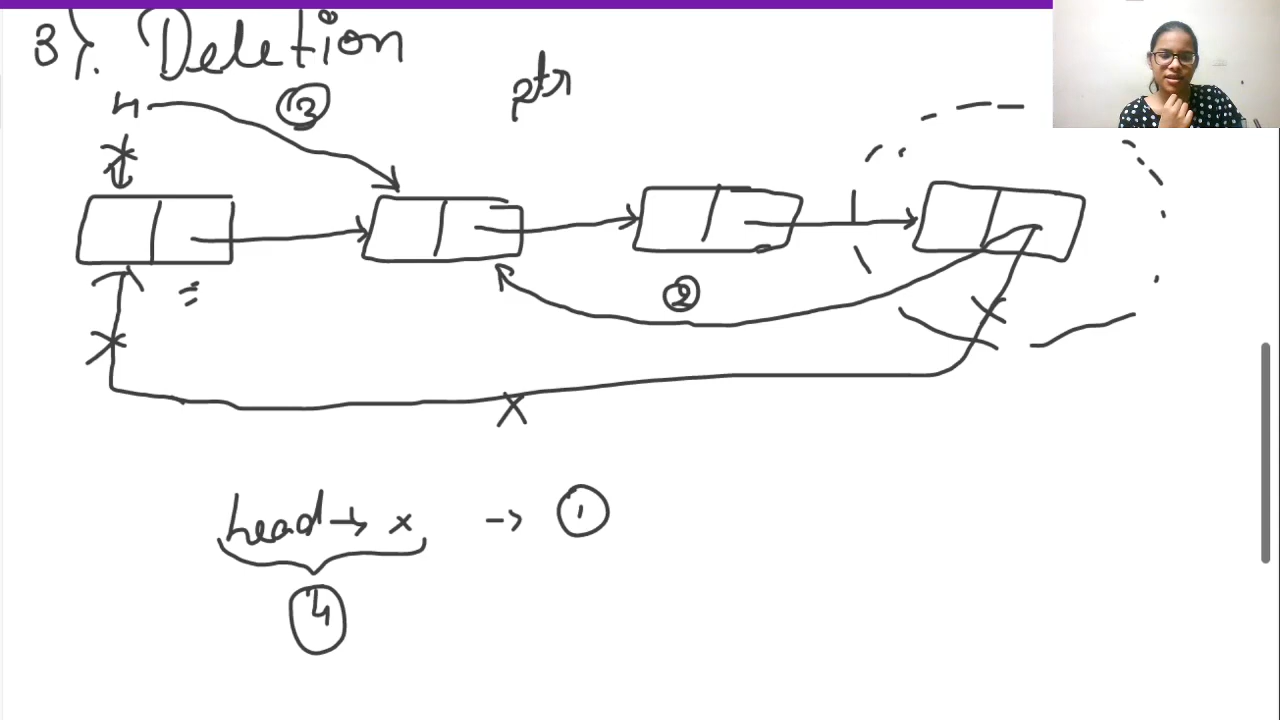 3). Deletion
ptr
H
③
②
head → x -> ①
④